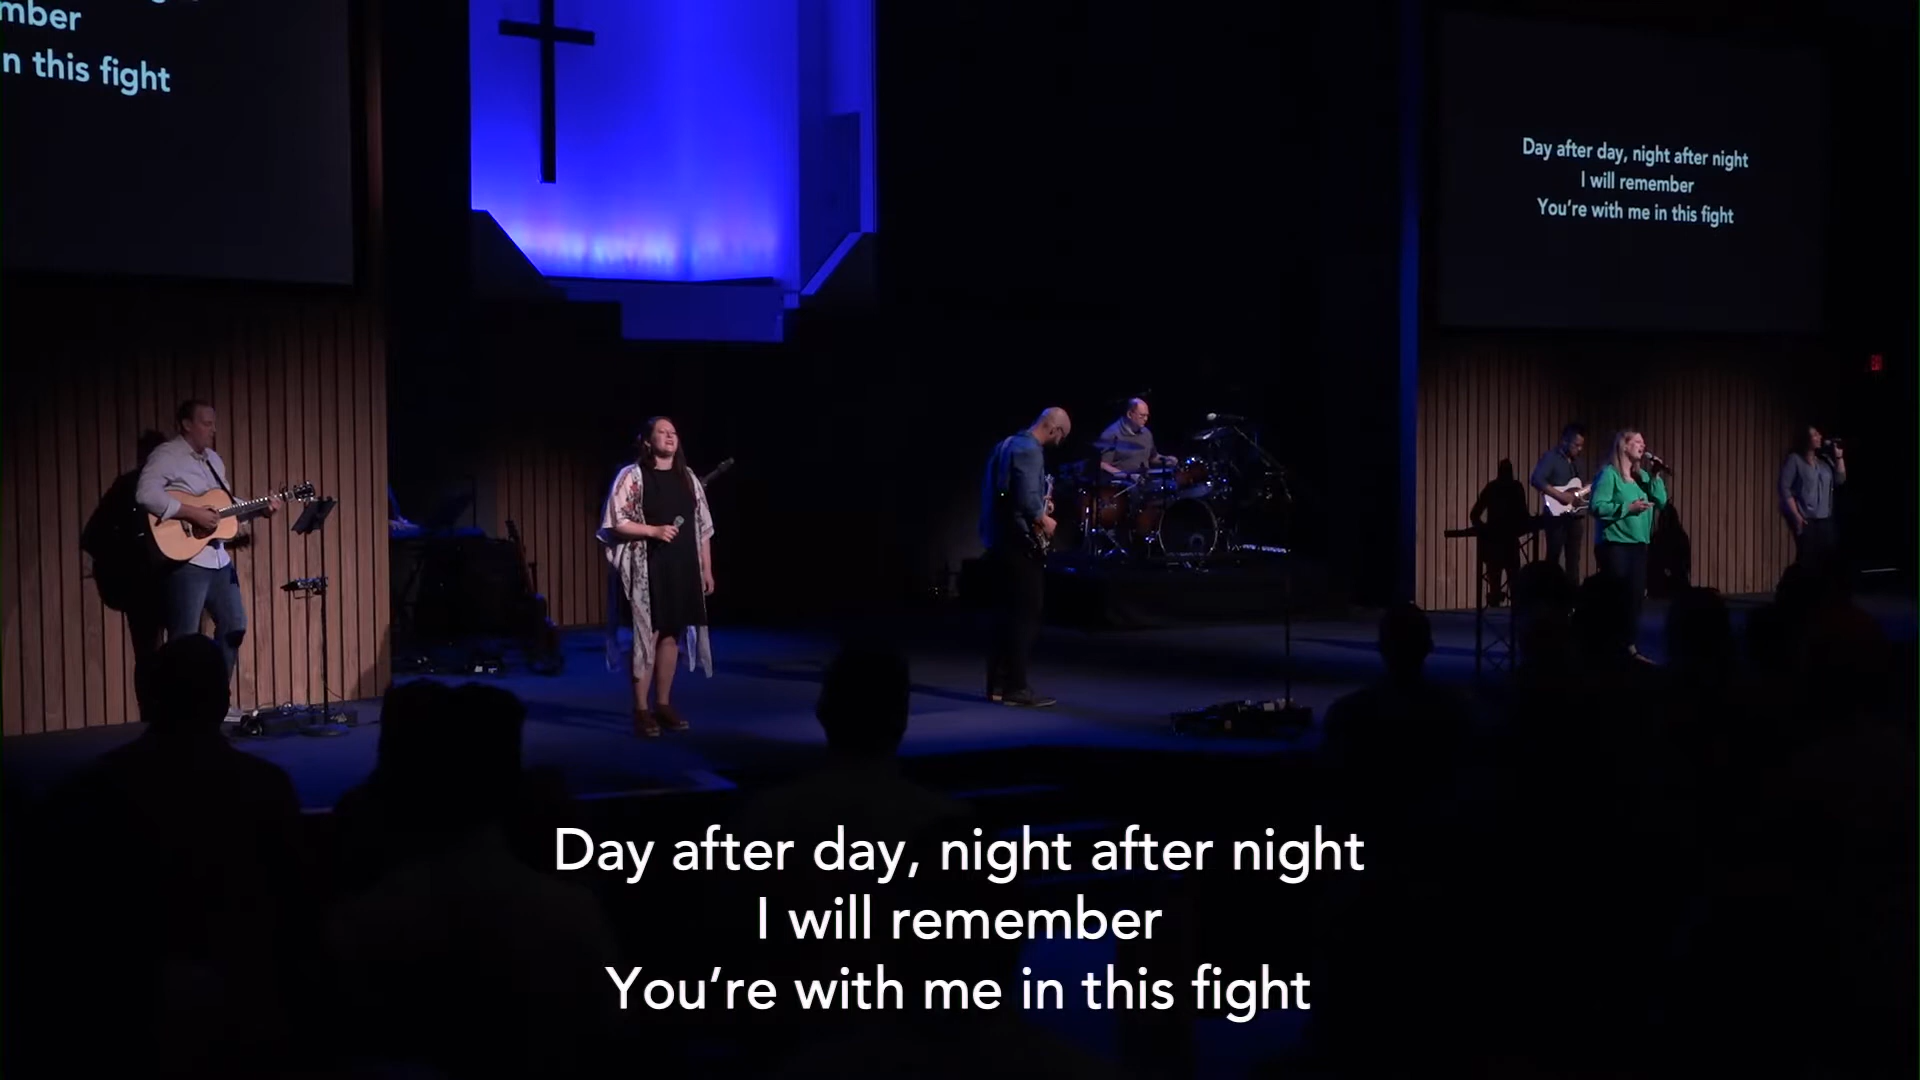 mber
n this fight
Day after day, night after night
I will remember
You're with me in this fight
Day after day, night after night
I will remember
You’re with me in this fight